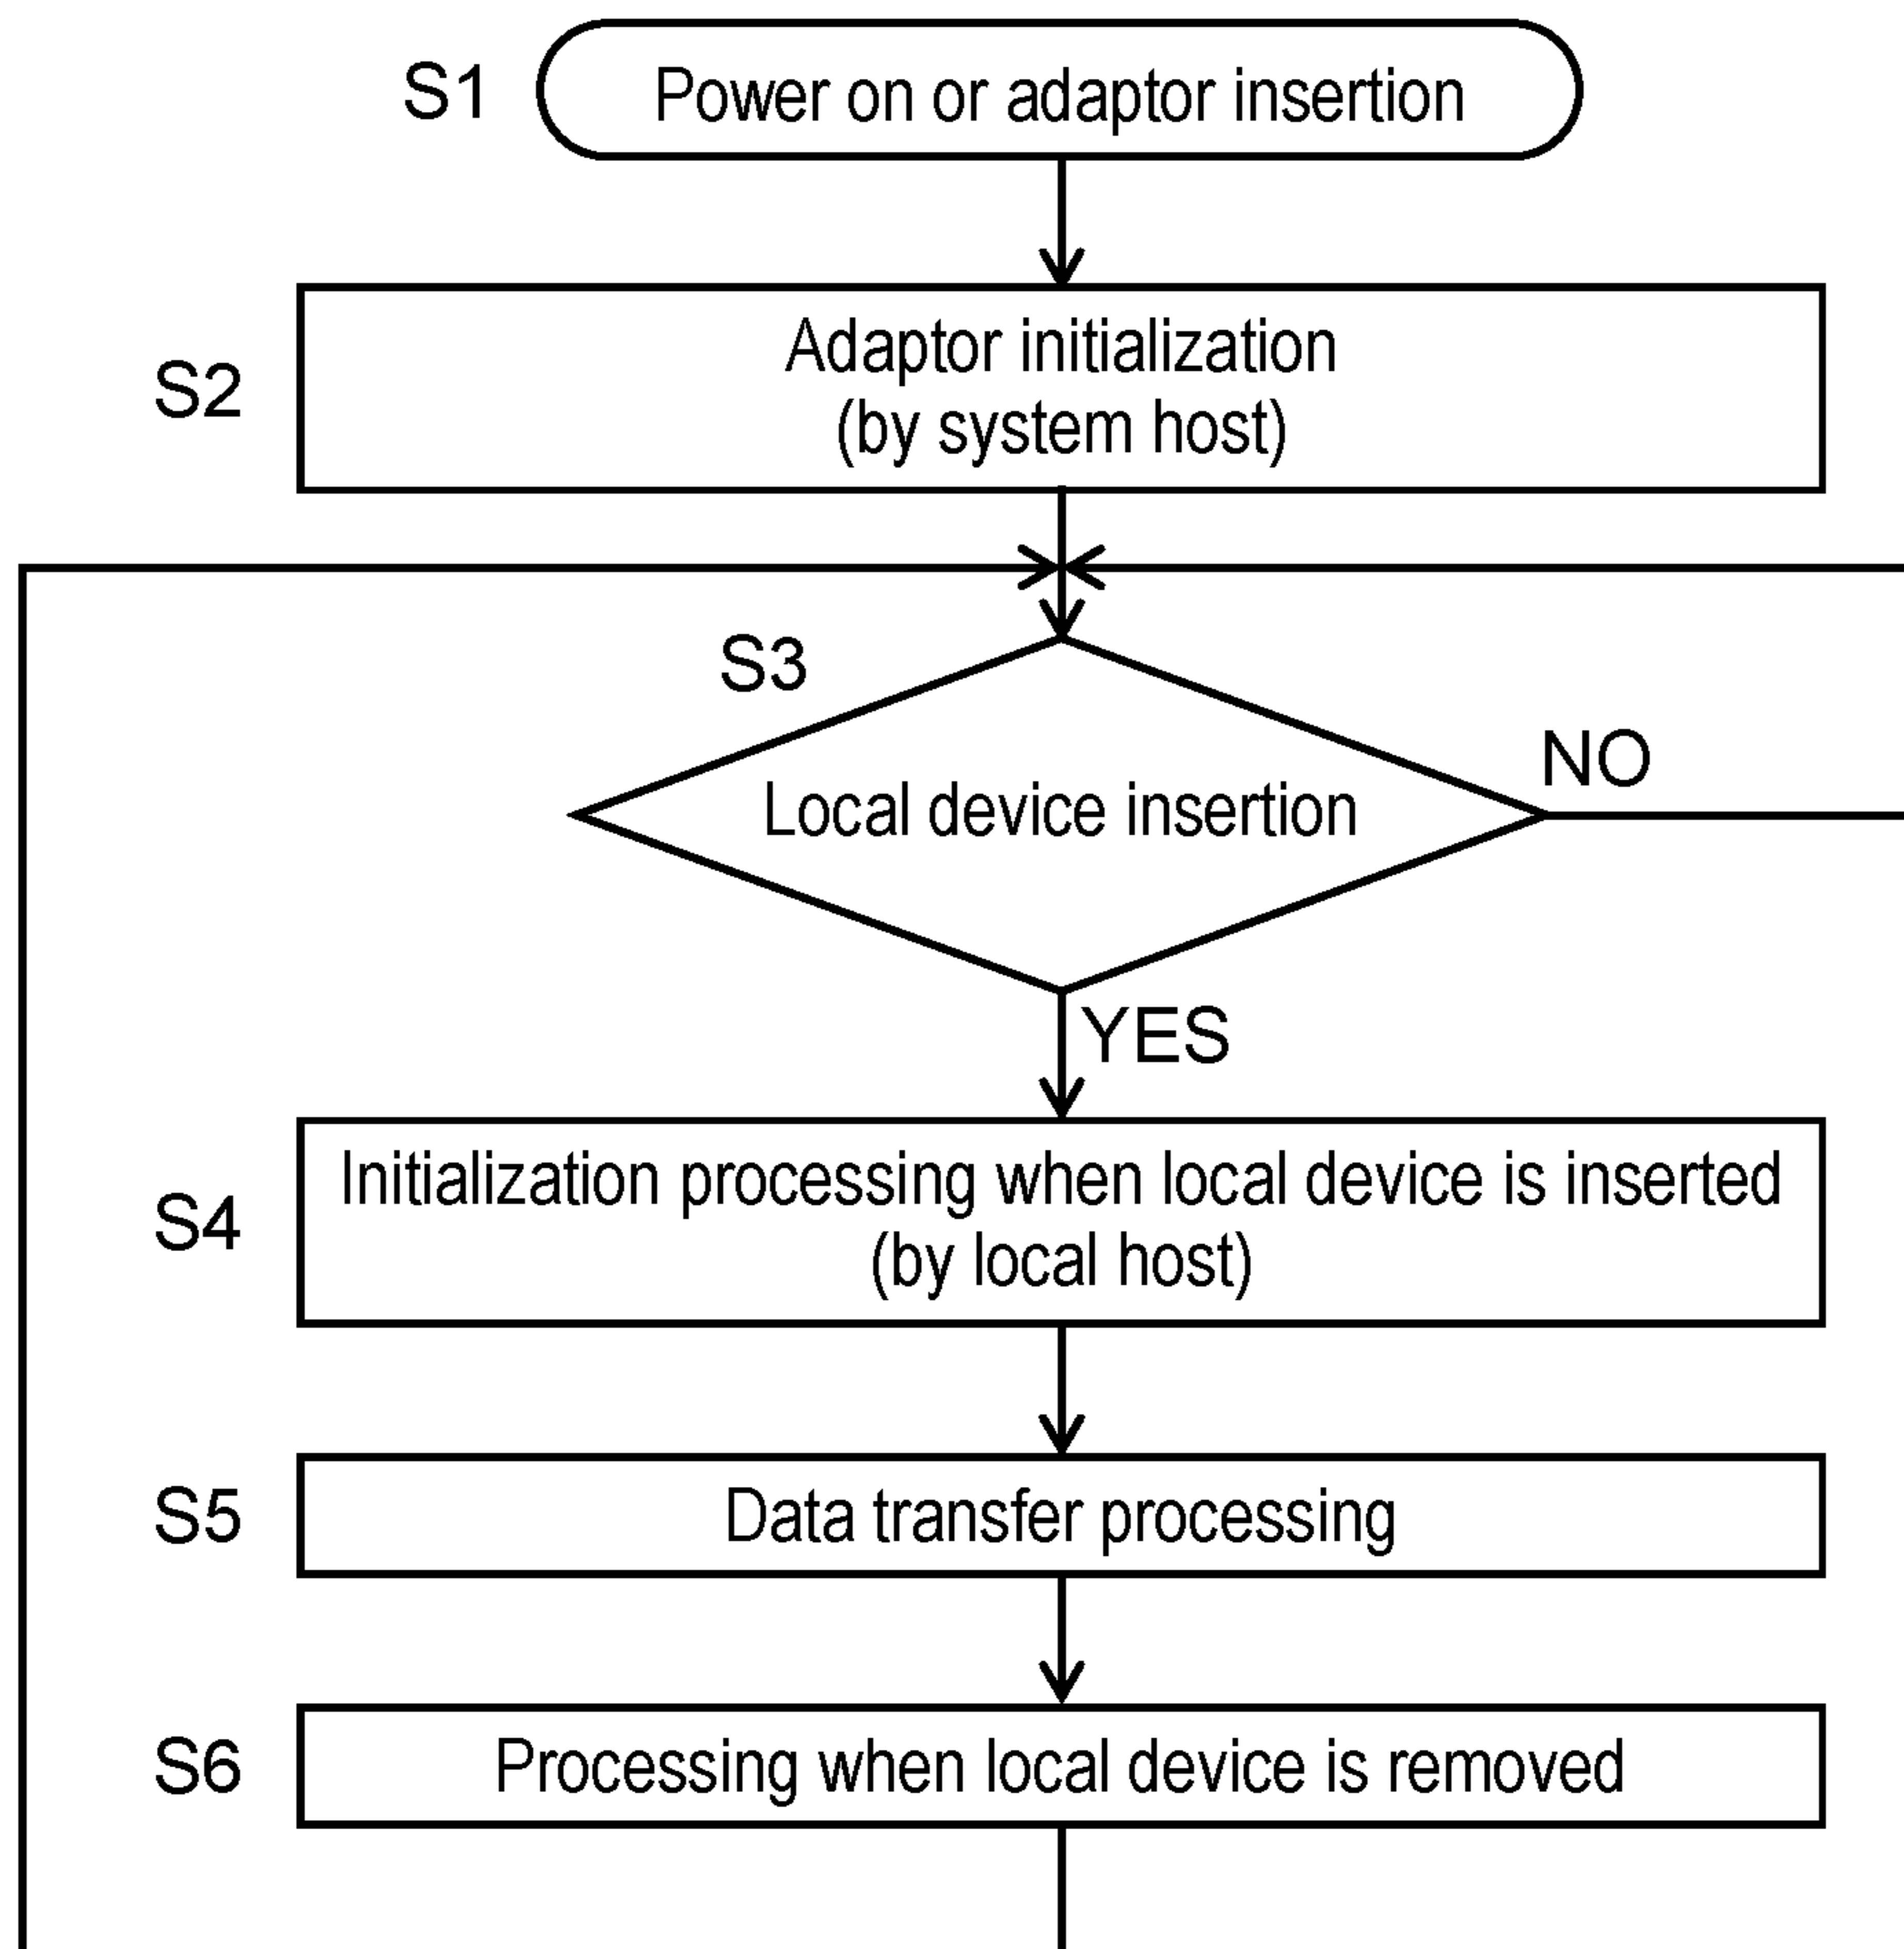 S1
Power on or adaptor insertion
S2
Adaptor initialization
(by system host)
S3
Local device insertion
NO
YES
S4
Initialization processing when local device is inserted
(by local host)
S5
Data transfer processing
S6
Processing when local device is removed